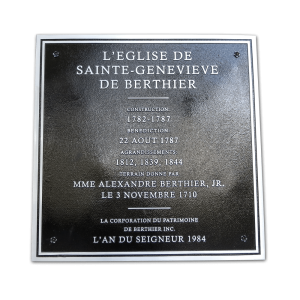 L'EGLISE DE
SAINTE-GENEVIEVE
DE BERTHIER
CONSTRUCTION:
1782-1787
BENEDICTION:
22 AOUT 1787
AGRANDISSEMENTS:
1812, 1839, 1844
TERRAIN DONNE PAR
MME ALEXANDRE BERTHIER, JR.
LE 3 NOVEMBRE 1710
LA CORPORATION DU PATRIMOINE
DE BERTHIER INC.
L'AN DU SEIGNEUR 1984